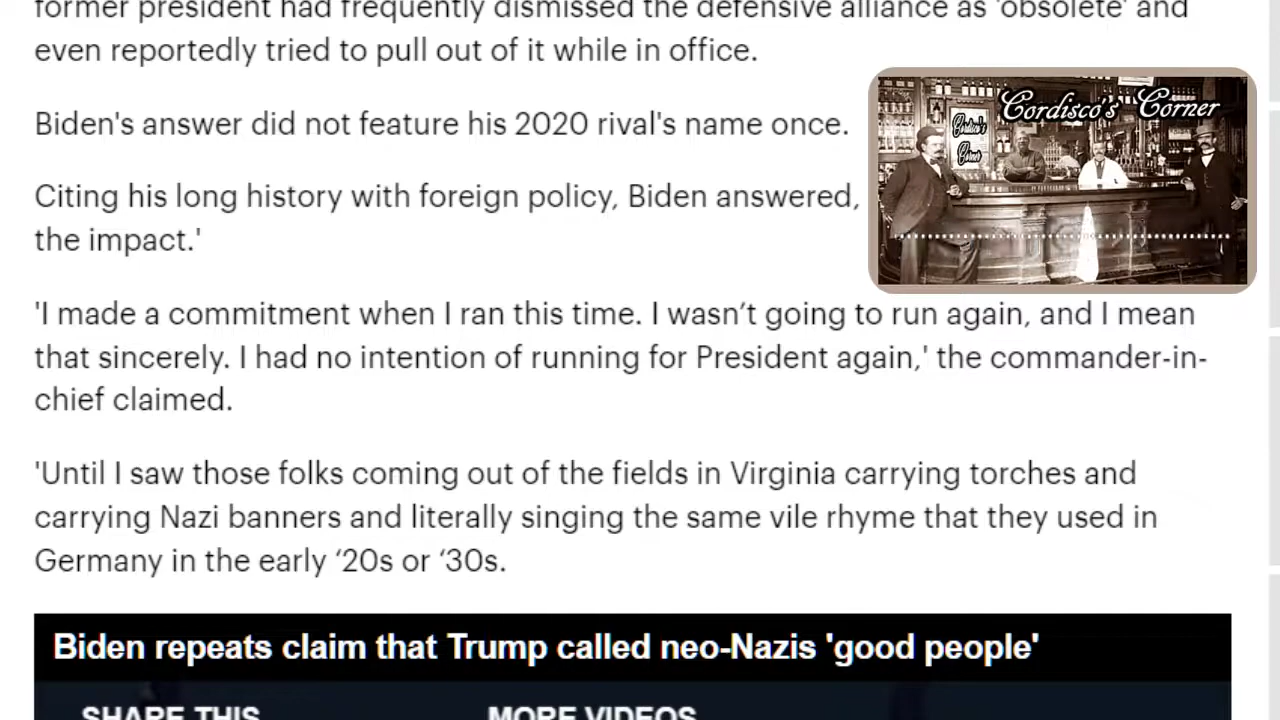 former president had frequently dismissed the defensive alliance as 'obsolete' and
even reportedly tried to pull out of it while in office.
Biden's answer did not feature his 2020 rival's name once.
Citing his long history with foreign policy, Biden answered,
the impact.'
Cordisco's Corner
Cordisco's
Corner
'I made a commitment when I ran this time. I wasn’t going to run again, and I mean
that sincerely. I had no intention of running for President again,' the commander-in-
chief claimed.
'Until I saw those folks coming out of the fields in Virginia carrying torches and
carrying Nazi banners and literally singing the same vile rhyme that they used in
Germany in the early ‘20s or ‘30s.
Biden repeats claim that Trump called neo-Nazis 'good people'
SHARE THIS
MORE VIDEOS